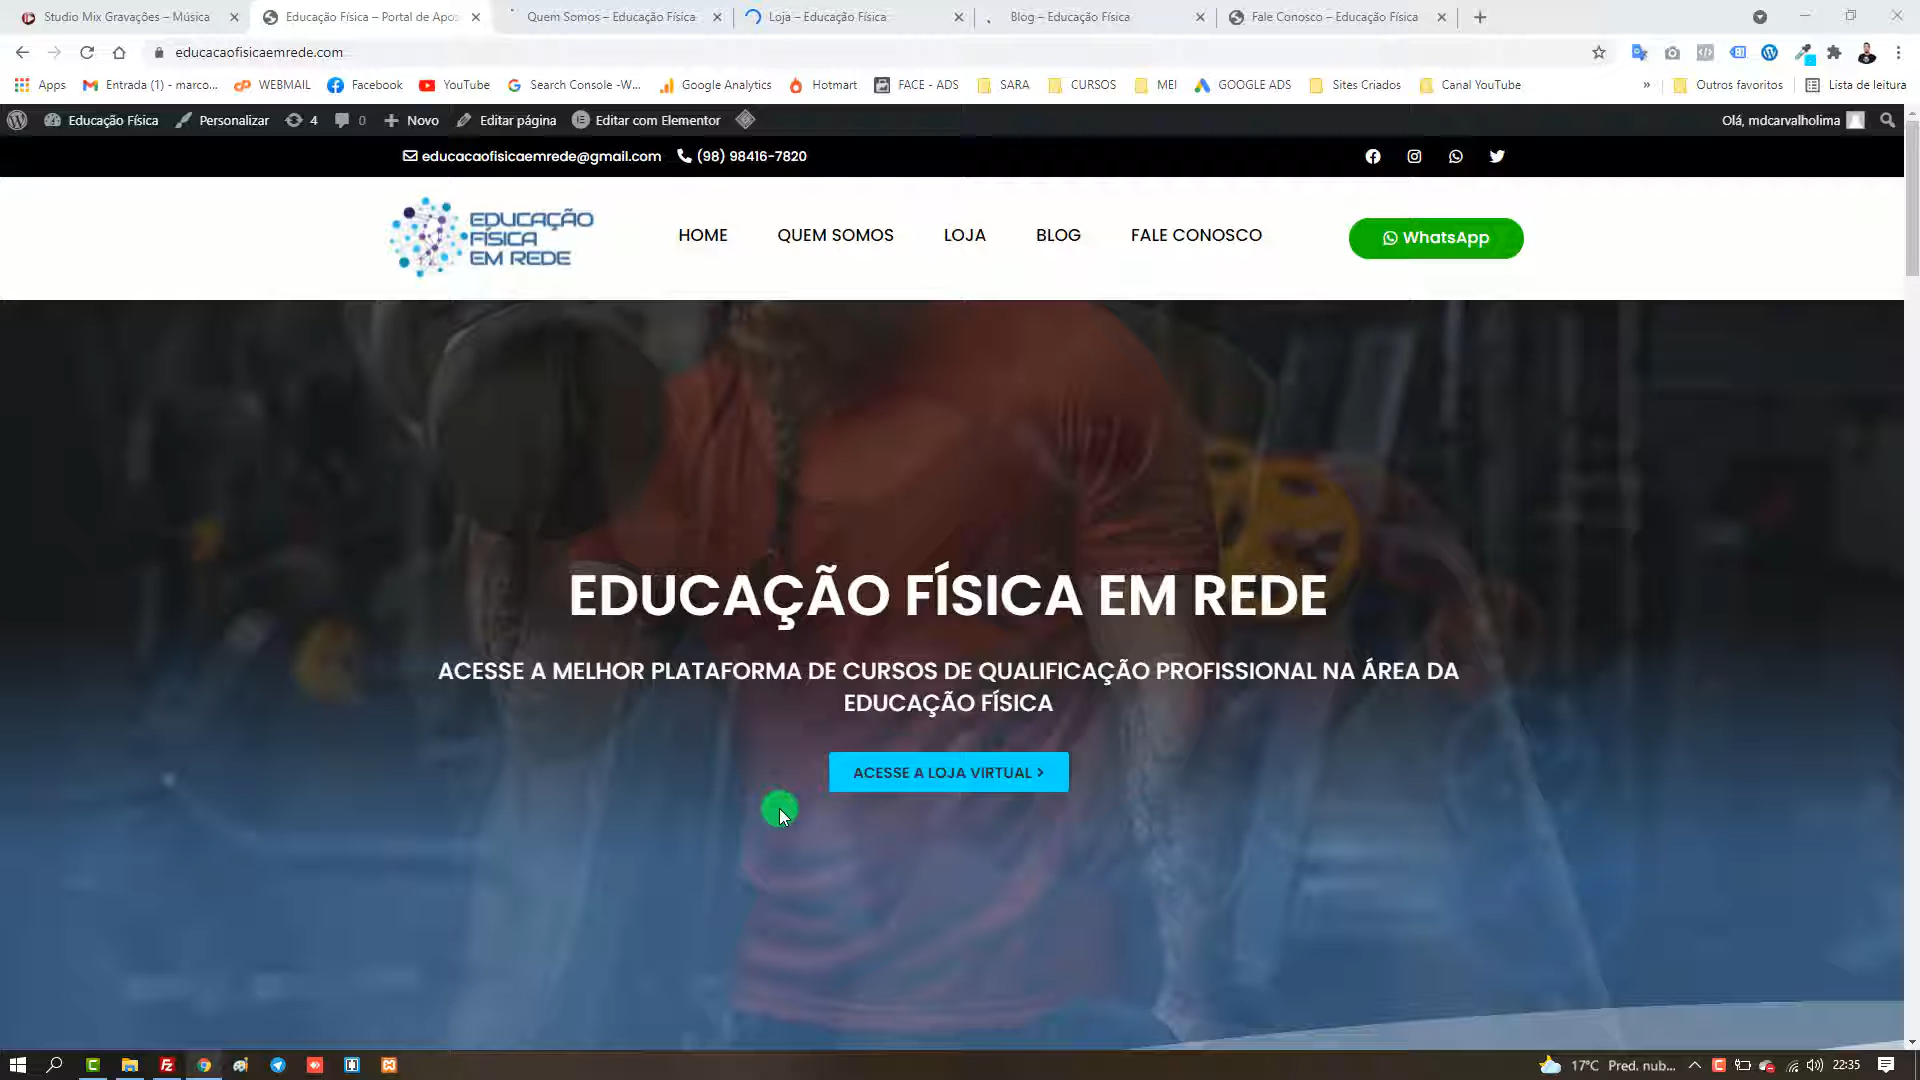 Studio Mix Gravações – Música
Educação Física – Portal de Apo
Quem Somos – Educação Física
Loja – Educação Física
Blog – Educação Física
Fale Conosco – Educação Física
educacaofisicaemrede.com
Apps
Entrada (1) - marco...
WEBMAIL
Facebook
YouTube
Search Console -W...
Google Analytics
Hotmart
FACE - ADS
SARA
CURSOS
MEI
GOOGLE ADS
Sites Criados
Canal YouTube
»
Outros favoritos
Lista de leitura
Educação Física
Personalizar
4
0
Novo
Editar página
Editar com Elementor
Olá, mdcarvalholima
educacaofisicaemrede@gmail.com
(98) 98416-7820
EDUCAÇÃO
FÍSICA
EM REDE
HOME
QUEM SOMOS
LOJA
BLOG
FALE CONOSCO
WhatsApp
EDUCAÇÃO FÍSICA EM REDE
ACESSE A MELHOR PLATAFORMA DE CURSOS DE QUALIFICAÇÃO PROFISSIONAL NA ÁREA DA
EDUCAÇÃO FÍSICA
ACESSE A LOJA VIRTUAL >
17°C Pred. nub...
22:35